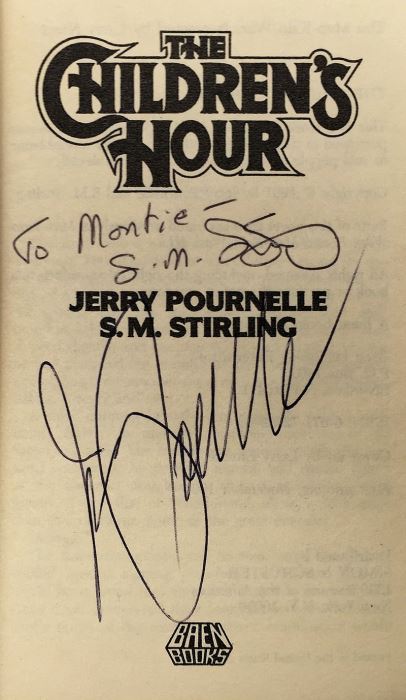 THE
CHILDREN'S
HOUR
To Montie -
S.M.
JERRY POURNELLE
S.M. STIRLING
BAEN
BOOKS